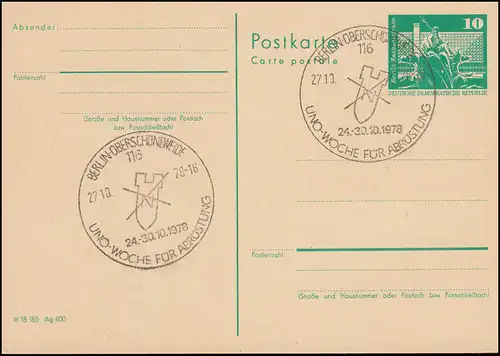 Absender:
Postleitzahl
(Straße und Hausnummer oder Postfach
bzw. Postschließfach)
BERLIN-OBERSCHÖNEWEIDE
116
27.10. 78-16
24.-30.10.1978
UNO-WOCHE FÜR ABRÜSTUNG
III 18 185 Ag 400
Postkarte
Carte postale
BERLIN-OBERSCHÖNEWEIDE
116
27.10.
24.-30.10.1978
UNO-WOCHE FÜR ABRÜSTUNG
10
DEUTSCHE DEMOKRATISCHE REPUBLIK
Postleitzahl
(Straße und Hausnummer oder Postfach bzw. Postschließfach)